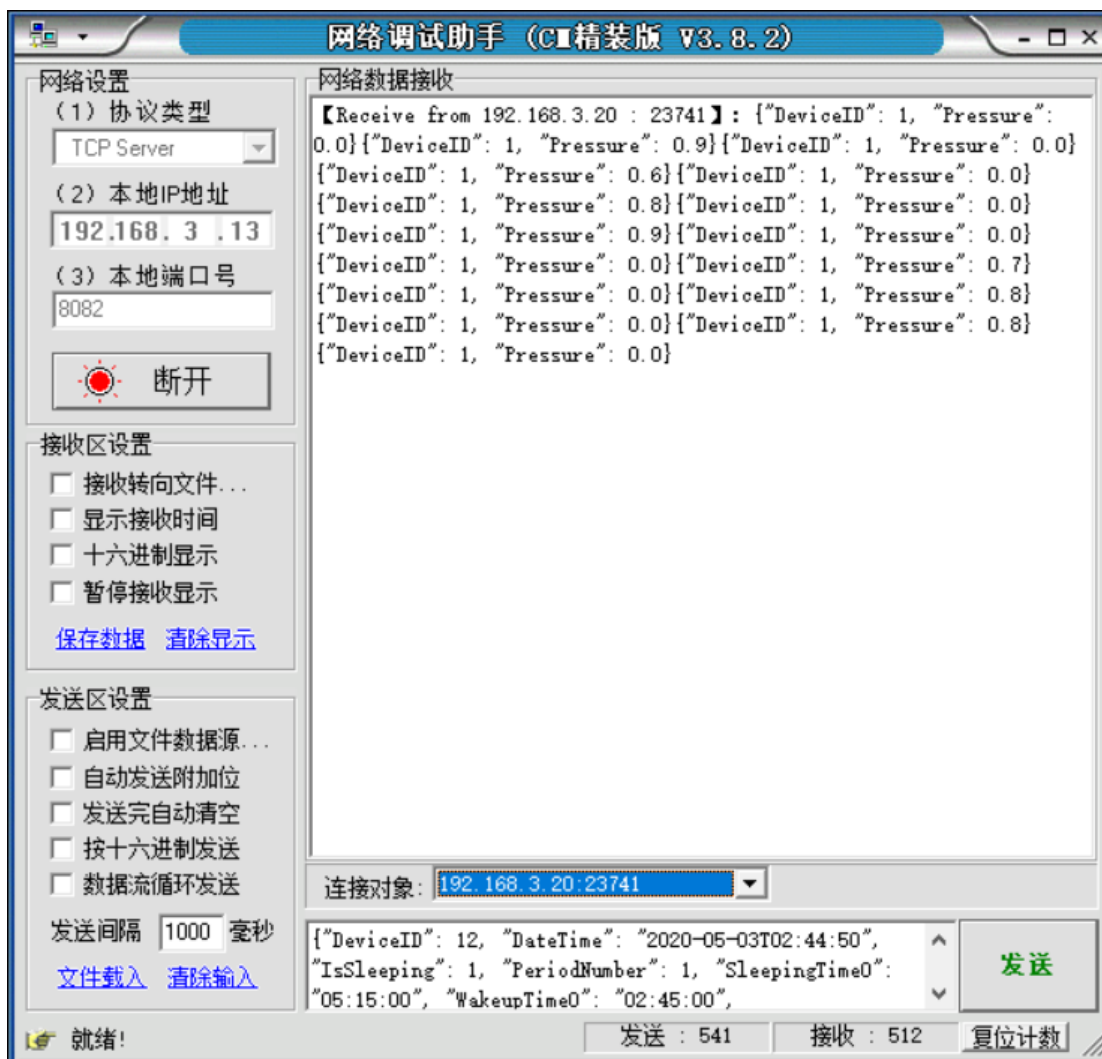 网络调试助手 (CⅢ精装版 V3.8.2)
网络设置
(1) 协议类型
TCP Server
(2) 本地IP地址
192.168. 3 .13
(3) 本地端口号
8082
断开
接收区设置
接收转向文件...
显示接收时间
十六进制显示
暂停接收显示
保存数据 清除显示
发送区设置
启用文件数据源...
自动发送附加位
发送完自动清空
按十六进制发送
数据流循环发送
发送间隔 1000 毫秒
文件载入 清除输入
网络数据接收
【Receive from 192.168.3.20 : 23741】: {"DeviceID": 1, "Pressure":
0.0}{"DeviceID": 1, "Pressure": 0.9}{"DeviceID": 1, "Pressure": 0.0}
{"DeviceID": 1, "Pressure": 0.6}{"DeviceID": 1, "Pressure": 0.0}
{"DeviceID": 1, "Pressure": 0.8}{"DeviceID": 1, "Pressure": 0.0}
{"DeviceID": 1, "Pressure": 0.9}{"DeviceID": 1, "Pressure": 0.0}
{"DeviceID": 1, "Pressure": 0.0}{"DeviceID": 1, "Pressure": 0.7}
{"DeviceID": 1, "Pressure": 0.0}{"DeviceID": 1, "Pressure": 0.8}
{"DeviceID": 1, "Pressure": 0.0}{"DeviceID": 1, "Pressure": 0.8}
{"DeviceID": 1, "Pressure": 0.0}
连接对象: 192.168.3.20:23741
{"DeviceID": 12, "DateTime": "2020-05-03T02:44:50",
"IsSleeping": 1, "PeriodNumber": 1, "SleepingTime0":
"05:15:00", "WakeupTime0": "02:45:00",
发送
就绪!
发送 : 541
接收 : 512
复位计数